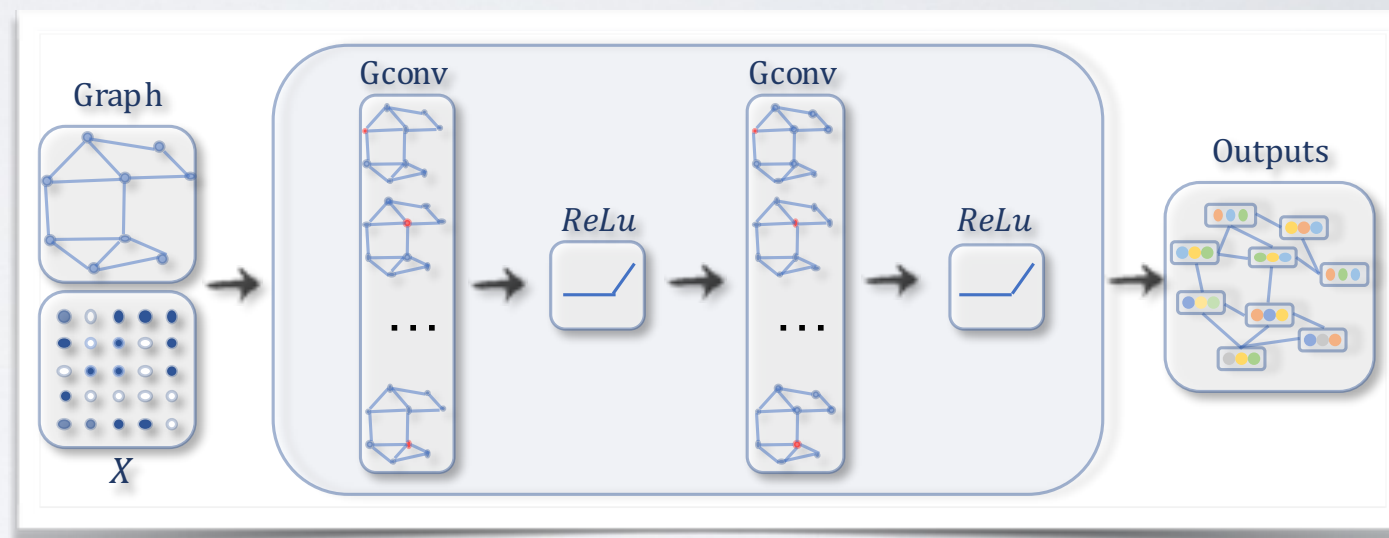 Graph
X
Gconv
. . .
ReLu
Gconv
. . .
ReLu
Outputs